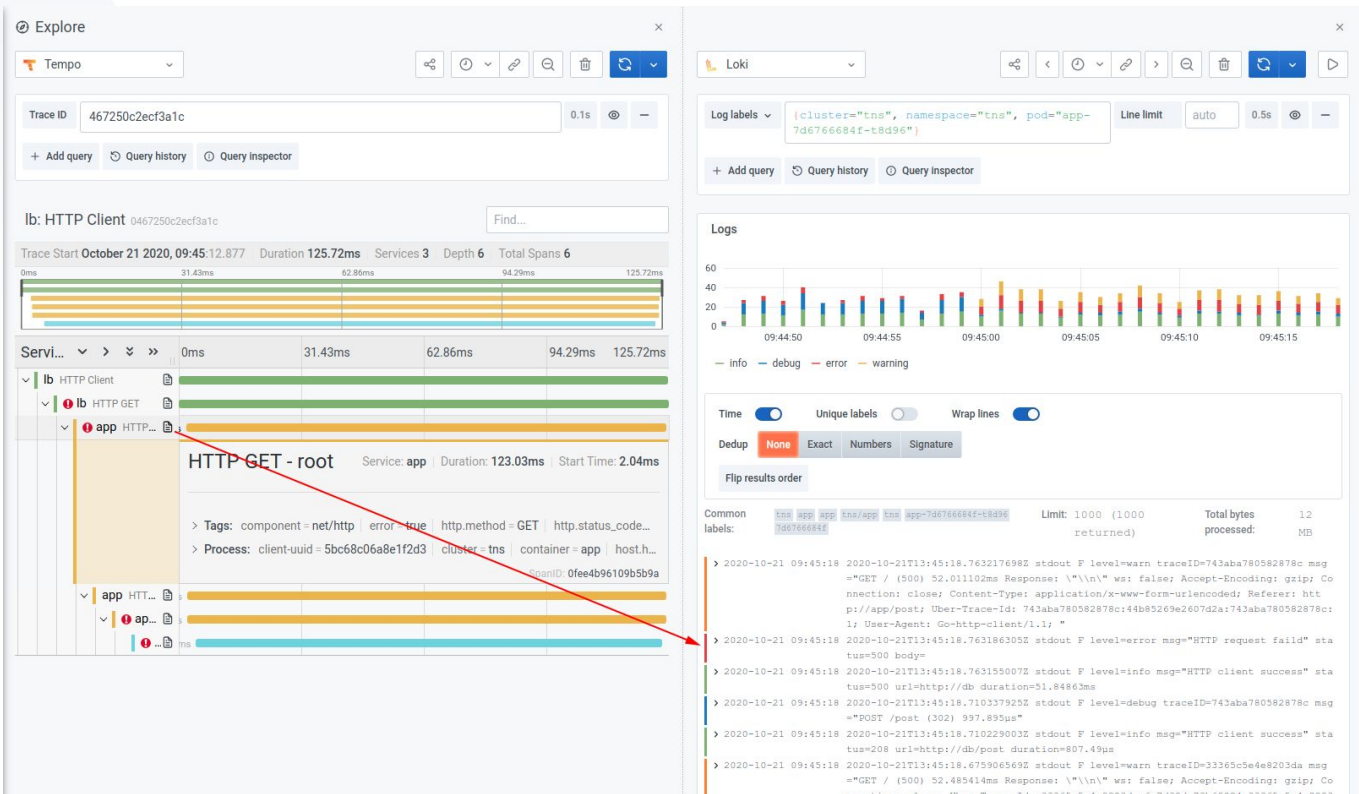 Explore
Tempo
Trace ID 467250c2ecf3a1c 0.1s
+ Add query Query history Query inspector
lb: HTTP Client 0467250c2ecf3a1c Find...
Trace Start October 21 2020, 09:45:12.877 Duration 125.72ms Services 3 Depth 6 Total Spans 6
0ms 31.43ms 62.86ms 94.29ms 125.72ms
Servi... 0ms 31.43ms 62.86ms 94.29ms 125.72ms
lb HTTP Client
lb HTTP GET
app HTTP...
HTTP GET - root Service: app Duration: 123.03ms Start Time: 2.04ms
> Tags: component = net/http error = true http.method = GET http.status_code...
> Process: client-uuid = 5bc68c06a8e1f2d3 cluster = tns container = app host.h...
SpanID: 0fee4b96109b5b9a
app HTT...
ap...
... ms
Loki
Log labels {cluster="tns", namespace="tns", pod="app-
7d6766684f-t8d96"} Line limit auto 0.5s
+ Add query Query history Query inspector
Logs
60
40
20
0
09:44:50 09:44:55 09:45:00 09:45:05 09:45:10 09:45:15
info debug error warning
Time Unique labels Wrap lines
Dedup None Exact Numbers Signature
Flip results order
Common labels: tns app app tns/app tns app-7d6766684f-t8d96 7d6766684f Limit: 1000 (1000 returned) Total bytes processed: 12 MB
> 2020-10-21 09:45:18 2020-10-21T13:45:18.763217698Z stdout F level=warn traceID=743aba780582878c msg
="GET / (500) 52.011102ms Response: \"\\n\" ws: false; Accept-Encoding: gzip; Co
nnection: close; Content-Type: application/x-www-form-urlencoded; Referer: htt
p://app/post; Uber-Trace-Id: 743aba780582878c:44b85269e2607d2a:743aba780582878c:
1; User-Agent: Go-http-client/1.1; "
> 2020-10-21 09:45:18 2020-10-21T13:45:18.763186305Z stdout F level=error msg="HTTP request faild" sta
tus=500 body=
> 2020-10-21 09:45:18 2020-10-21T13:45:18.763155007Z stdout F level=info msg="HTTP client success" sta
tus=500 url=http://db duration=51.84863ms
> 2020-10-21 09:45:18 2020-10-21T13:45:18.710337925Z stdout F level=debug traceID=743aba780582878c msg
="POST /post (302) 997.895µs"
> 2020-10-21 09:45:18 2020-10-21T13:45:18.710229003Z stdout F level=info msg="HTTP client success" sta
tus=208 url=http://db/post duration=807.49µs
> 2020-10-21 09:45:18 2020-10-21T13:45:18.675906569Z stdout F level=warn traceID=33365c5e4e8203da msg
="GET / (500) 52.485414ms Response: \"\\n\" ws: false; Accept-Encoding: gzip; Co